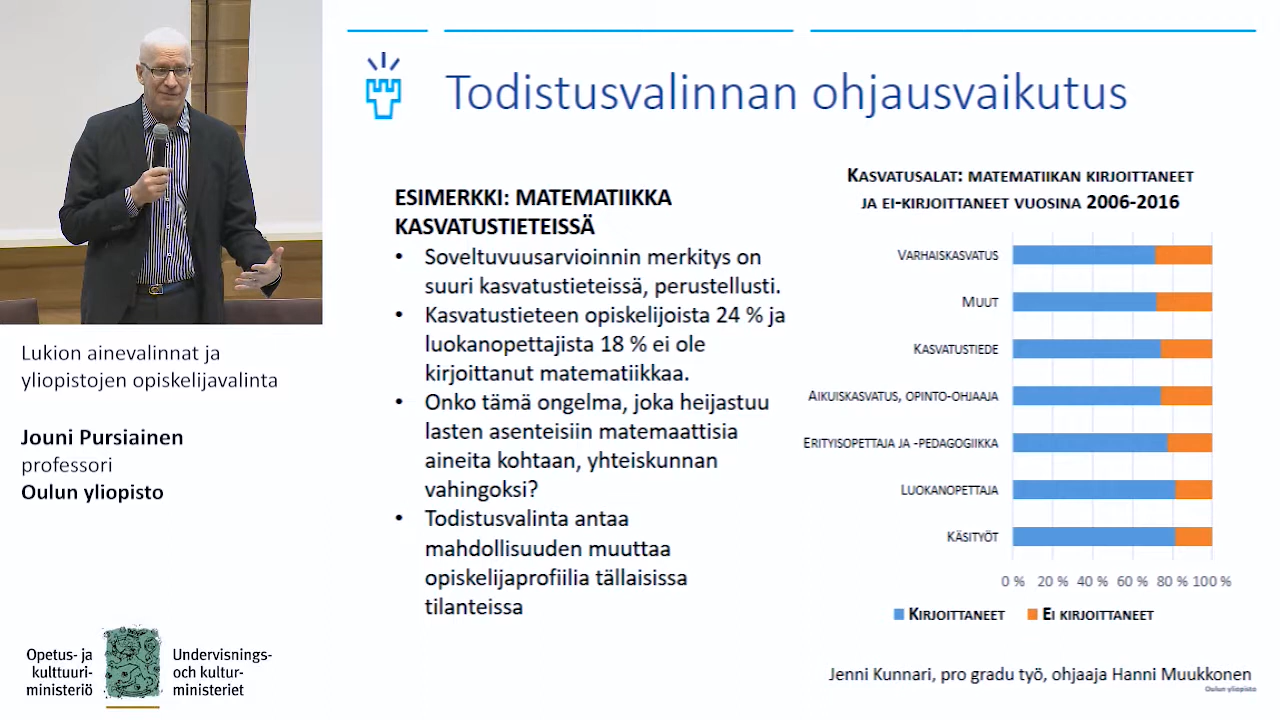 Todistusvalinnan ohjausvaikutus
ESIMERKKI: MATEMATIIKKA
KASVATUSTIETEISSÄ
• Soveltuvuusarvioinnin merkitys on
suuri kasvatustieteissä, perustellusti.
• Kasvatustieteen opiskelijoista 24 % ja
luokanopettajista 18 % ei ole
kirjoittanut matematiikkaa.
• Onko tämä ongelma, joka heijastuu
lasten asenteisiin matemaattisia
aineita kohtaan, yhteiskunnan
vahingoksi?
• Todistusvalinta antaa
mahdollisuuden muuttaa
opiskelijaprofiilia tällaisissa
tilanteissa
KASVATUSALAT: MATEMATIIKAN KIRJOITTANEET
JA EI-KIRJOITTANEET VUOSINA 2006-2016
VARHAISKASVATUS
MUUT
KASVATUSTIEDE
AIKUISKASVATUS, OPINTO-OHJAAJA
ERITYISOPETTAJA JA -PEDAGOGIIKKA
LUOKANOPETTAJA
KÄSITYÖT
0 % 20 % 40 % 60 % 80 % 100 %
KIRJOITTANEET EI KIRJOITTANEET
Jenni Kunnari, pro gradu työ, ohjaaja Hanni Muukkonen
Oulun yliopisto
Lukion ainevalinnat ja
yliopistojen opiskelijavalinta
Jouni Pursiainen
professori
Oulun yliopisto
Opetus- ja
kulttuuri-
ministeriö
Undervisnings-
och kultur-
ministeriet